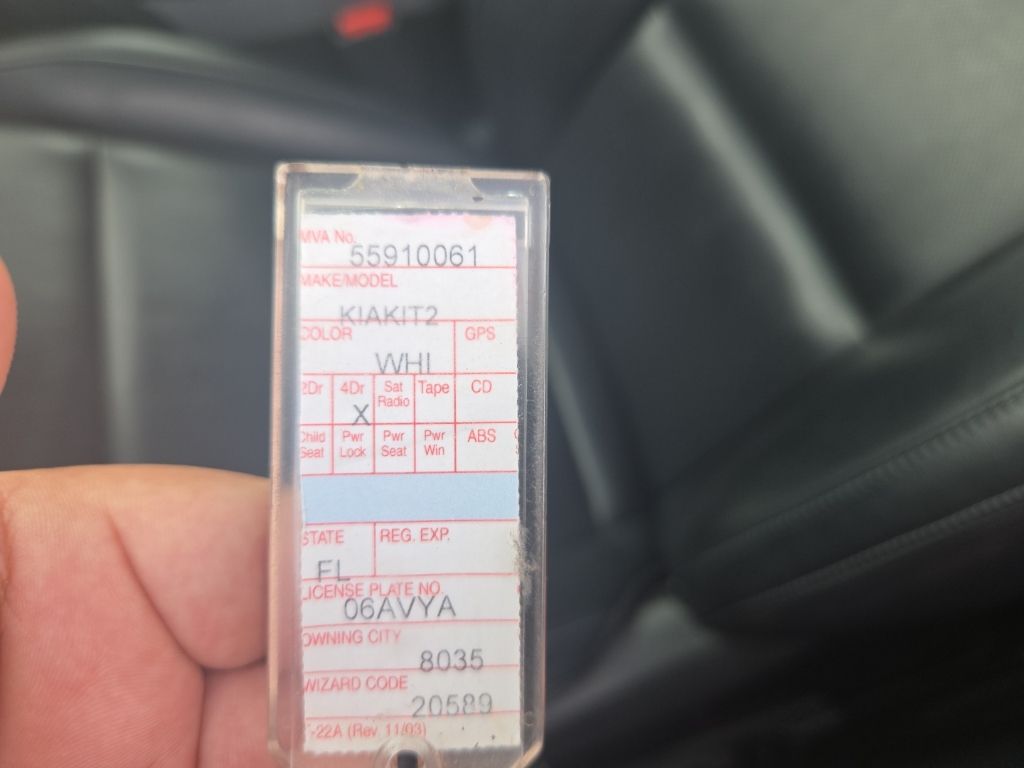 MVA No.
55910061
MAKE/MODEL
KIAKIT2
COLOR GPS
WHI
2Dr 4Dr Sat Radio Tape CD
X
Child Seat Pwr Lock Pwr Seat Pwr Win ABS
STATE REG. EXP.
FL
LICENSE PLATE NO.
06AVYA
OWNING CITY
8035
WIZARD CODE
20589
-22A (Rev. 11/03)